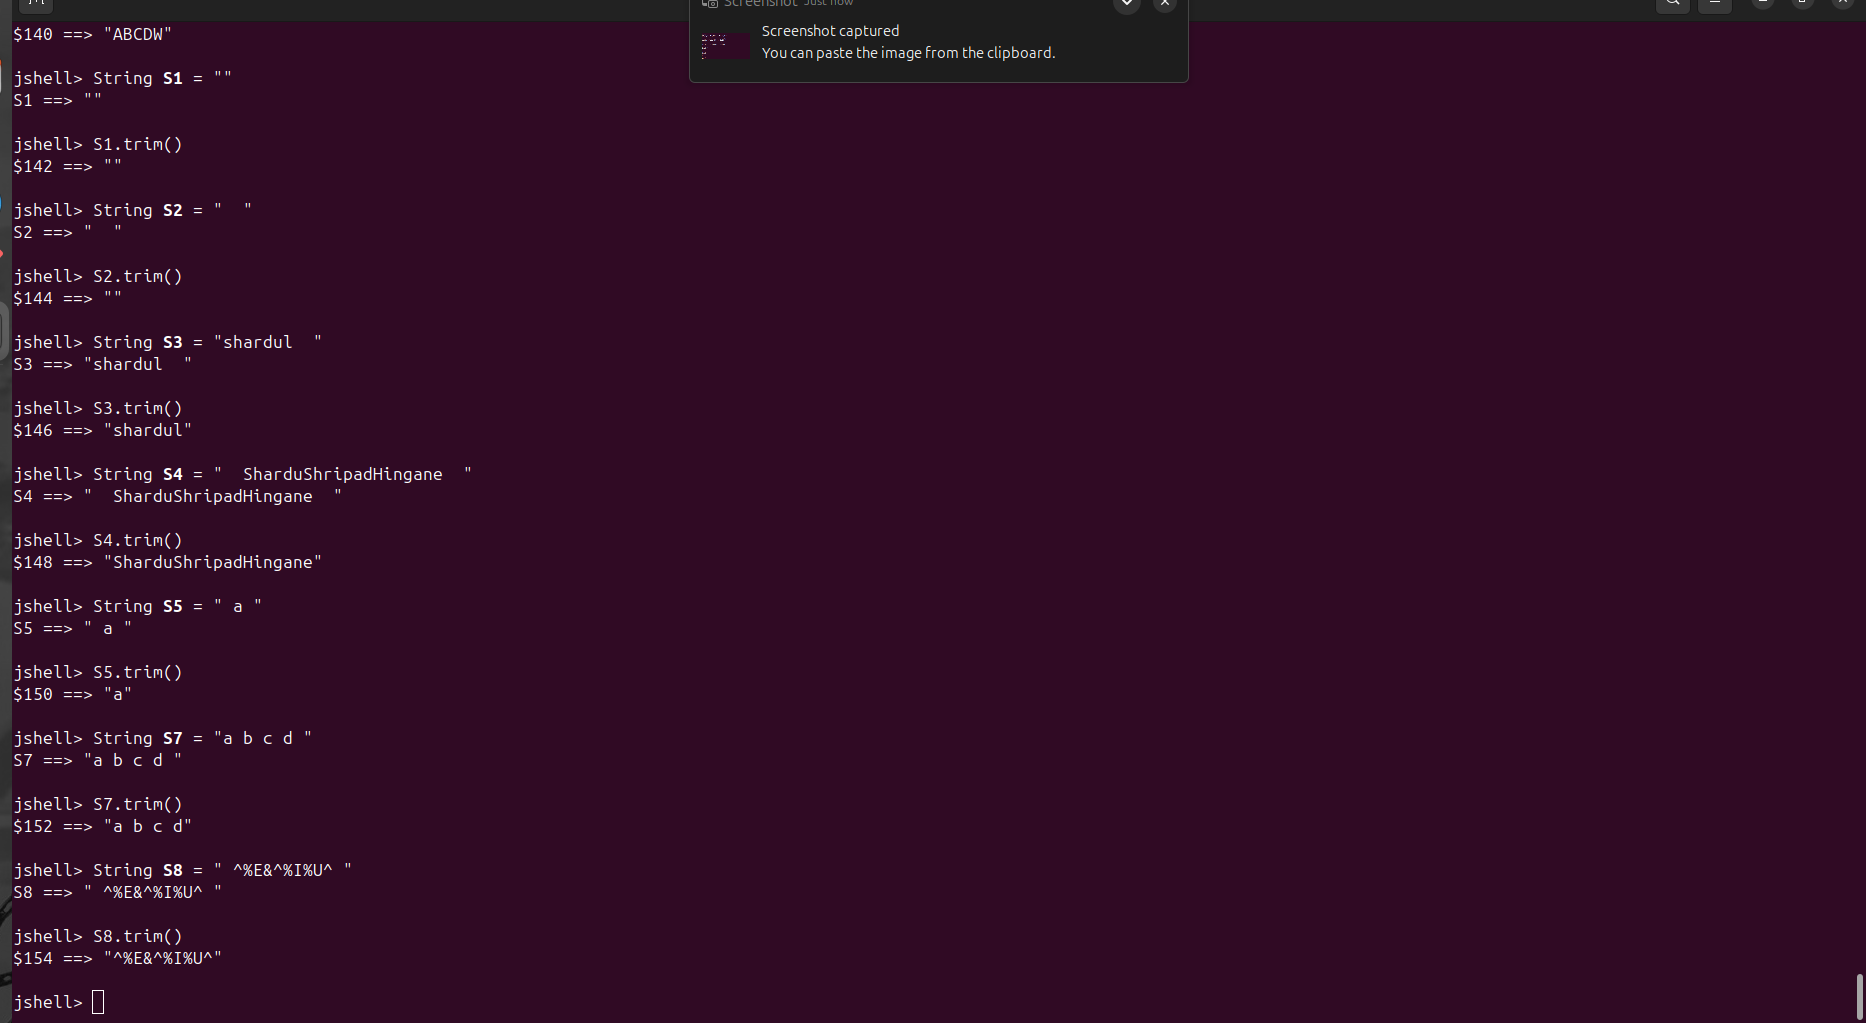 Screenshot Just now
Screenshot captured
You can paste the image from the clipboard.
$140 ==> "ABCDW"
jshell> String S1 = ""
S1 ==> ""
jshell> S1.trim()
$142 ==> ""
jshell> String S2 = "  "
S2 ==> "  "
jshell> S2.trim()
$144 ==> ""
jshell> String S3 = "shardul  "
S3 ==> "shardul  "
jshell> S3.trim()
$146 ==> "shardul"
jshell> String S4 = "  SharduShripadHingane  "
S4 ==> "  SharduShripadHingane  "
jshell> S4.trim()
$148 ==> "SharduShripadHingane"
jshell> String S5 = " a "
S5 ==> " a "
jshell> S5.trim()
$150 ==> "a"
jshell> String S7 = "a b c d "
S7 ==> "a b c d "
jshell> S7.trim()
$152 ==> "a b c d"
jshell> String S8 = " ^%E&^%I%U^ "
S8 ==> " ^%E&^%I%U^ "
jshell> S8.trim()
$154 ==> "^%E&^%I%U^"
jshell>